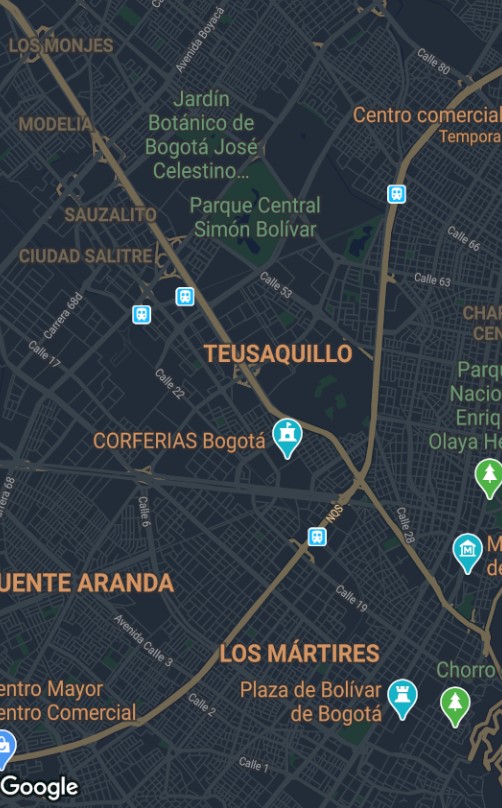 Avenida Boyacá
LOS MONJES
Calle 80
Jardín
Botánico de
Bogotá José
Celestino...
Centro comercial
Tempora
MODELIA
SAUZALITO
Parque Central
Simón Bolívar
Calle 66
CIUDAD SALITRE
Calle 53
Calle 63
Carrera 68d
CHAP
CEN
Calle 17
TEUSAQUILLO
Parqu
Nacio
Enriq
Olaya He
Calle 22
CORFERIAS Bogotá
68
Calle 6
NQS
Calle 28
M
de
UENTE ARANDA
Calle 19
Avenida Calle 3
LOS MÁRTIRES
Chorro
entro Mayor
entro Comercial
Calle 2
Plaza de Bolívar
de Bogotá
Calle 1
Google